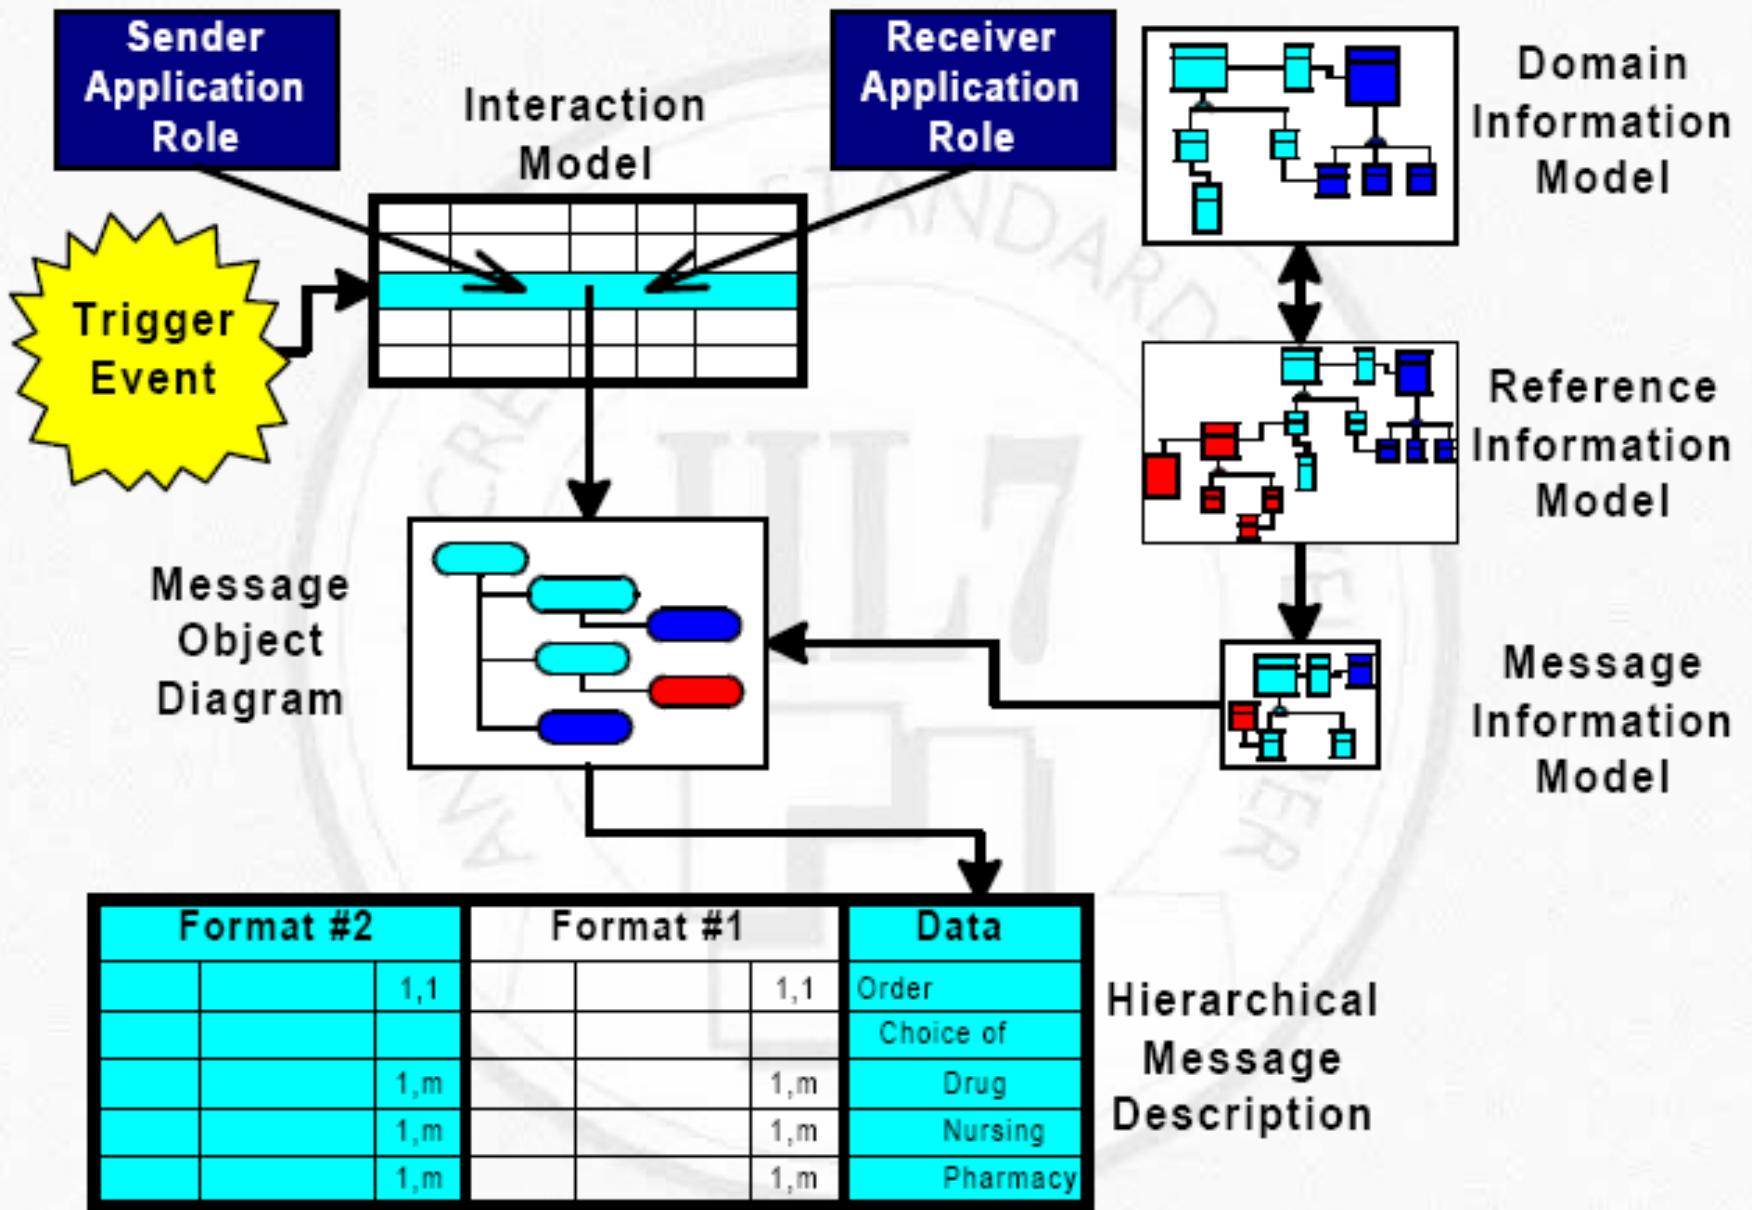 Sender
Application
Role
Receiver
Application
Role
Interaction
Model
Domain
Information
Model
Trigger
Event
Reference
Information
Model
Message
Object
Diagram
Message
Information
Model
Format #2 Format #1 Data
1,1 1,1 Order
Choice of
1,m 1,m Drug
1,m 1,m Nursing
1,m 1,m Pharmacy
Hierarchical
Message
Description
HL7
STANDARDS